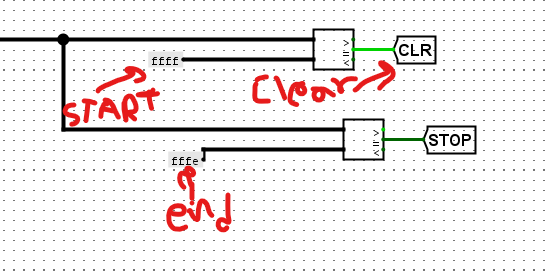 > = <
ffff
CLR
Clear
START
> = <
STOP
fffe
end